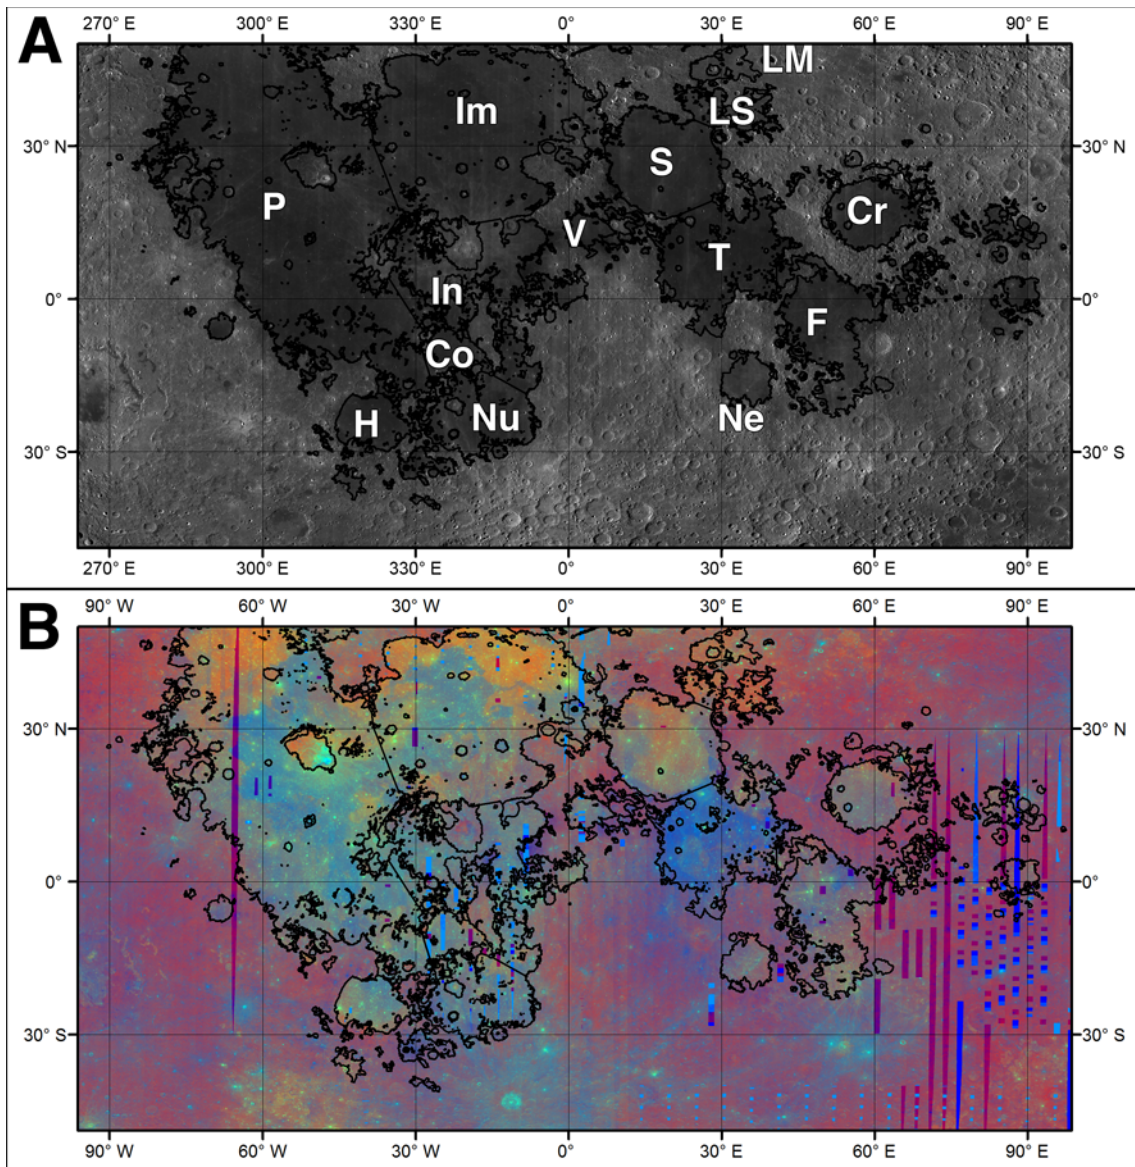 A
270° E 300° E 330° E 0° 30° E 60° E 90° E
LM
Im
LS
30° N 30° N
S
P
Cr
V
T
In
0° 0°
F
Co
H
Nu
Ne
30° S 30° S
270° E 300° E 330° E 0° 30° E 60° E 90° E
B
90° W 60° W 30° W 0° 30° E 60° E 90° E
30° N 30° N
0° 0°
30° S 30° S
90° W 60° W 30° W 0° 30° E 60° E 90° E